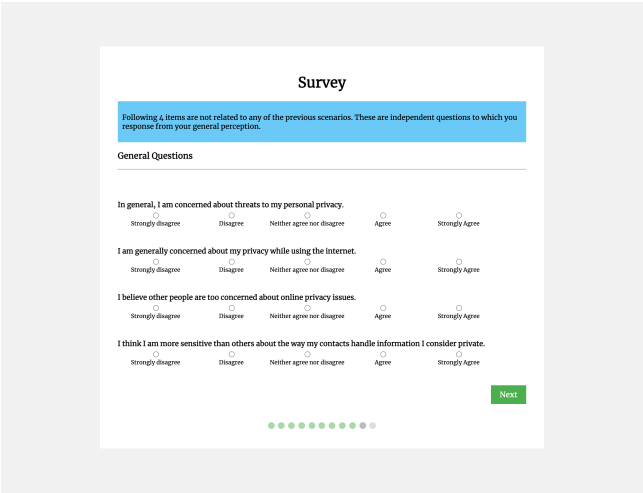 Survey
Following 4 items are not related to any of the previous scenarios. These are independent questions to which you
response from your general perception.
General Questions
In general, I am concerned about threats to my personal privacy.
Strongly disagree Disagree Neither agree nor disagree Agree Strongly Agree
I am generally concerned about my privacy while using the internet.
Strongly disagree Disagree Neither agree nor disagree Agree Strongly Agree
I believe other people are too concerned about online privacy issues.
Strongly disagree Disagree Neither agree nor disagree Agree Strongly Agree
I think I am more sensitive than others about the way my contacts handle information I consider private.
Strongly disagree Disagree Neither agree nor disagree Agree Strongly Agree
Next